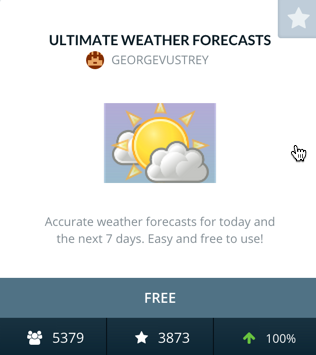 ULTIMATE WEATHER FORECASTS
GEORGEVUSTREY
Accurate weather forecasts for today and
the next 7 days. Easy and free to use!
FREE
5379 3873 100%